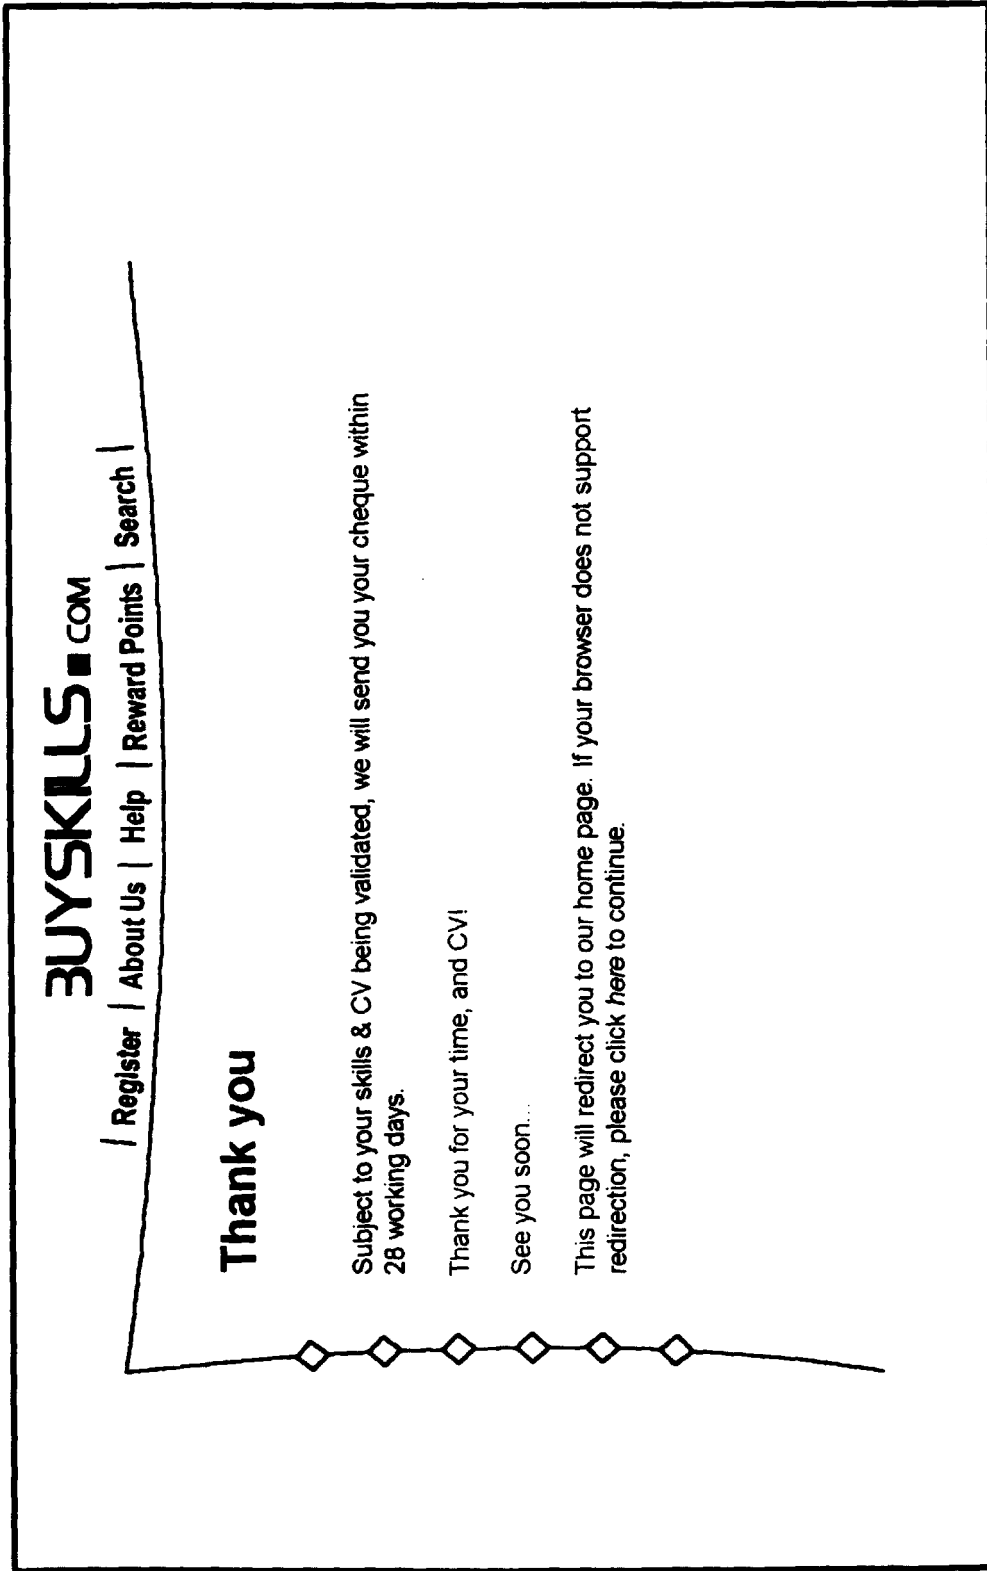 BUYSKILLS.COM
| Register | About Us | Help | Reward Points | Search |
Thank you
Subject to your skills & CV being validated, we will send you your cheque within
28 working days.
Thank you for your time, and CV!
See you soon...
This page will redirect you to our home page. If your browser does not support
redirection, please click here to continue.